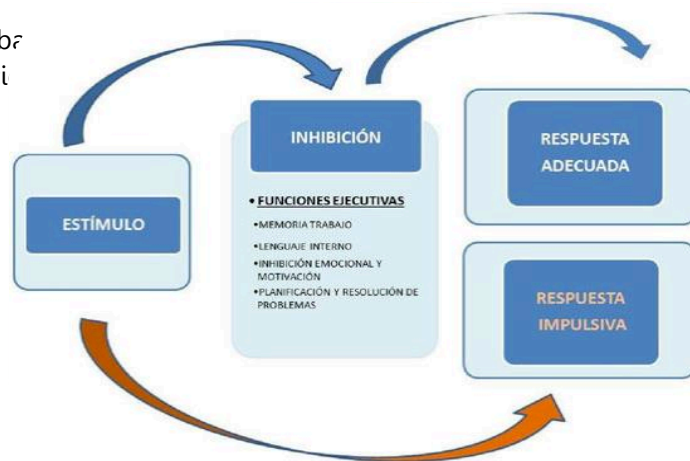 ESTÍMULO
INHIBICIÓN
• FUNCIONES EJECUTIVAS
•MEMORIA TRABAJO
•LENGUAJE INTERNO
•INHIBICIÓN EMOCIONAL Y
MOTIVACIÓN
•PLANIFICACIÓN Y RESOLUCIÓN DE
PROBLEMAS
RESPUESTA
ADECUADA
RESPUESTA
IMPULSIVA